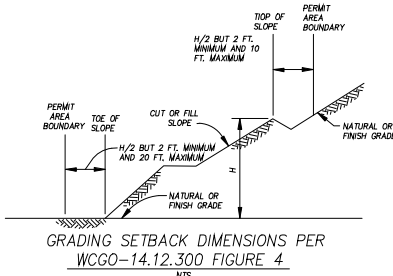 TIOP OF
SLOPE
PERMIT
AREA
BOUNDARY
H/2 BUT 2 FT.
MINIMUM AND 10
FT. MAXIMUM
PERMIT
AREA
BOUNDARY
TOE OF
SLOPE
CUT OR FILL
SLOPE
H/2 BUT 2 FT. MINIMUM
AND 20 FT. MAXIMUM
H
NATURAL OR
FINISH GRADE
NATURAL OR
FINISH GRADE
GRADING SETBACK DIMENSIONS PER
WCGO-14.12.300 FIGURE 4
NTS